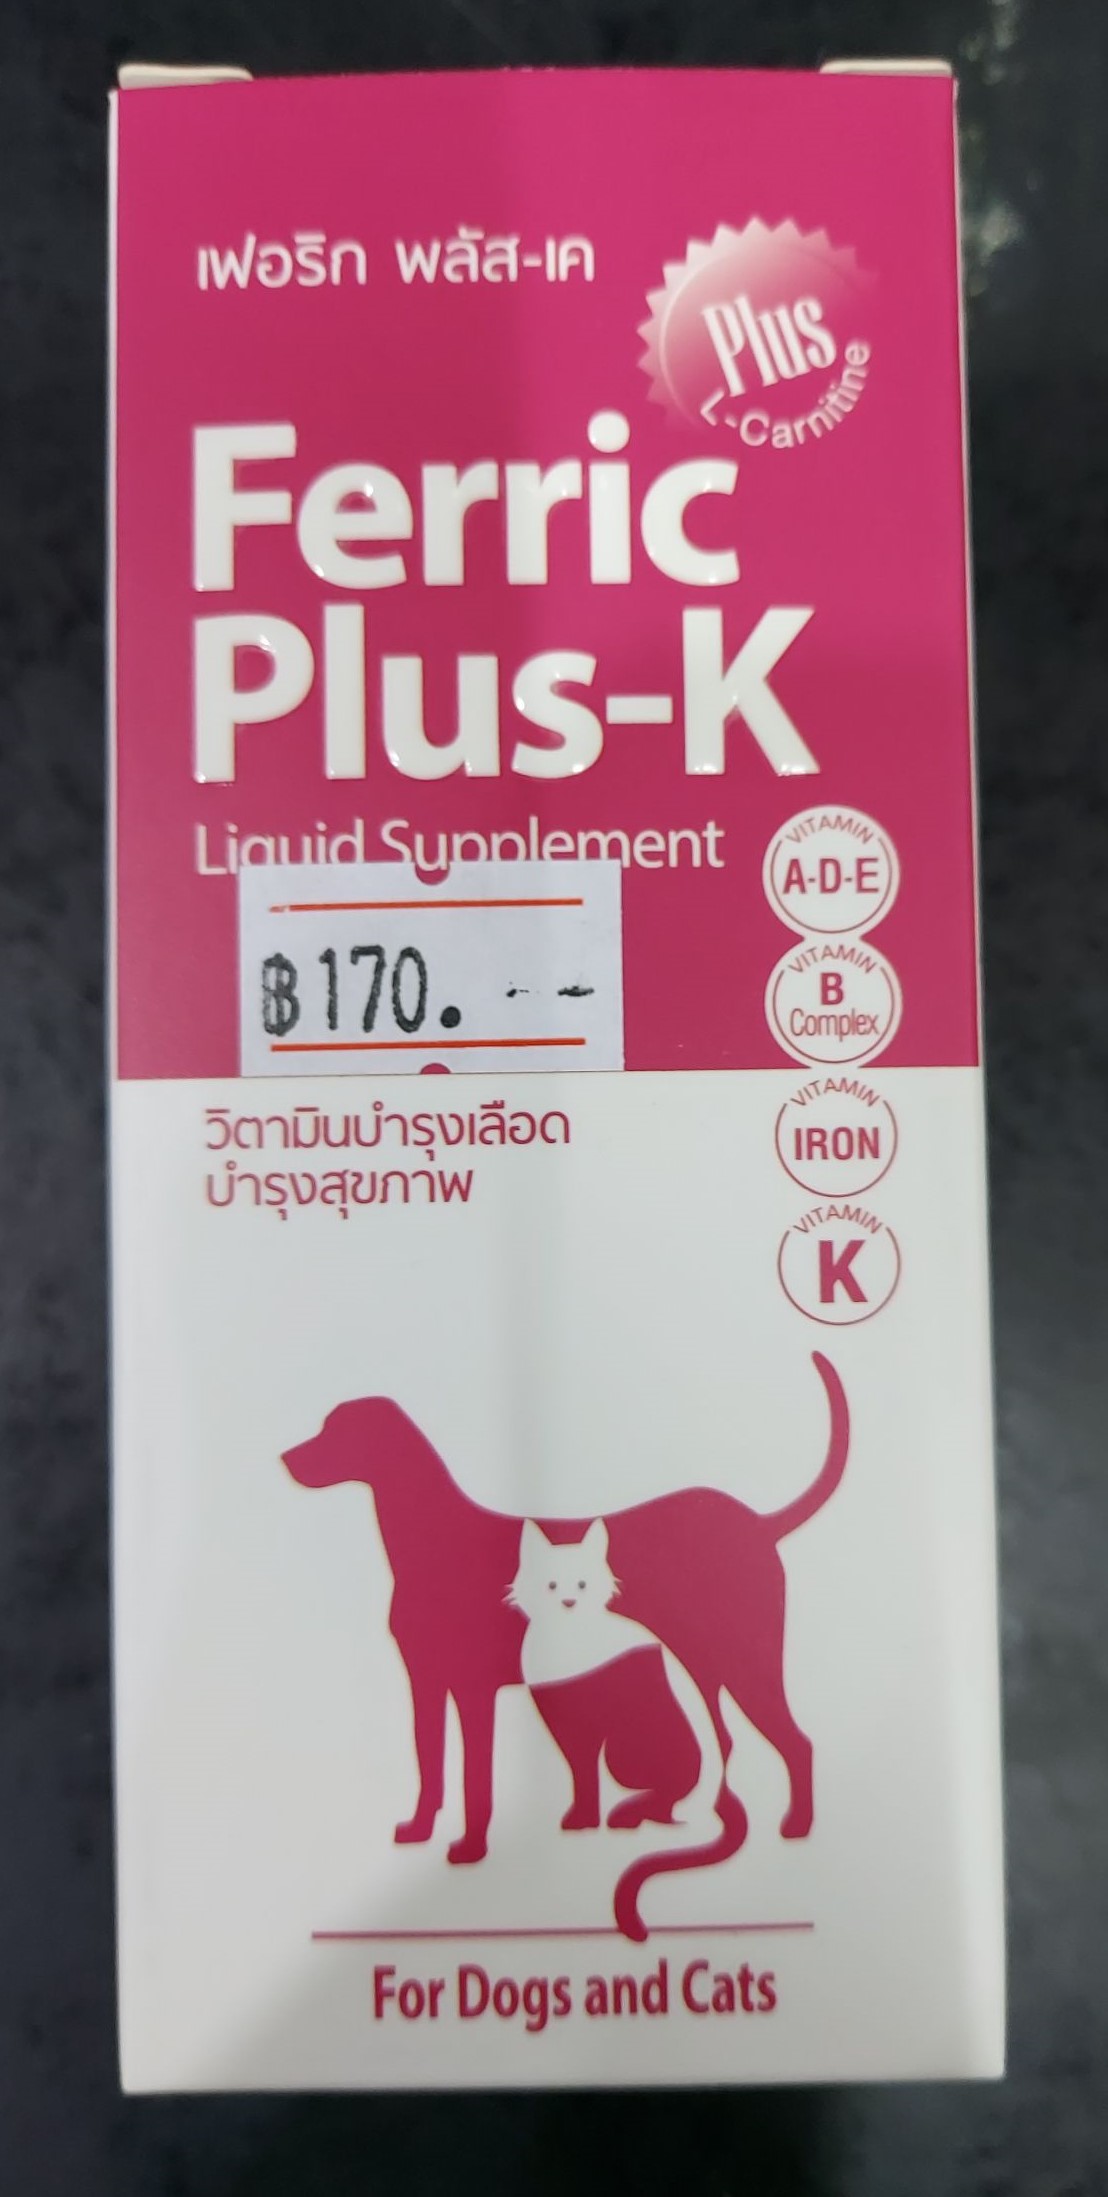 เฟอริก พลัส-เค
Plus
L-Carnitine
Ferric
Plus-K
Liquid Supplement
฿170.--
VITAMIN
A-D-E
VITAMIN
B
Complex
VITAMIN
IRON
VITAMIN
K
วิตามินบำรุงเลือด
บำรุงสุขภาพ
For Dogs and Cats